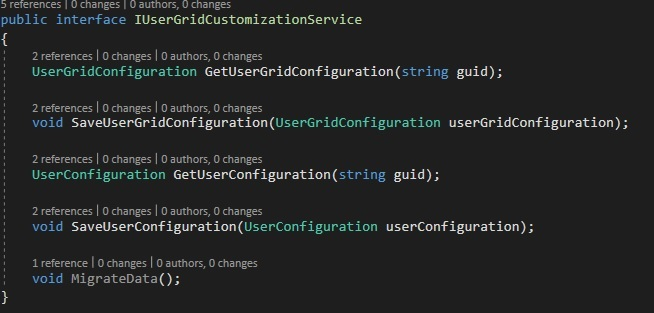 5 references | 0 changes | 0 authors, 0 changes
public interface IUserGridCustomizationService
{
2 references | 0 changes | 0 authors, 0 changes
UserGridConfiguration GetUserGridConfiguration(string guid);
2 references | 0 changes | 0 authors, 0 changes
void SaveUserGridConfiguration(UserGridConfiguration userGridConfiguration);
2 references | 0 changes | 0 authors, 0 changes
UserConfiguration GetUserConfiguration(string guid);
2 references | 0 changes | 0 authors, 0 changes
void SaveUserConfiguration(UserConfiguration userConfiguration);
1 reference | 0 changes | 0 authors, 0 changes
void MigrateData();
}